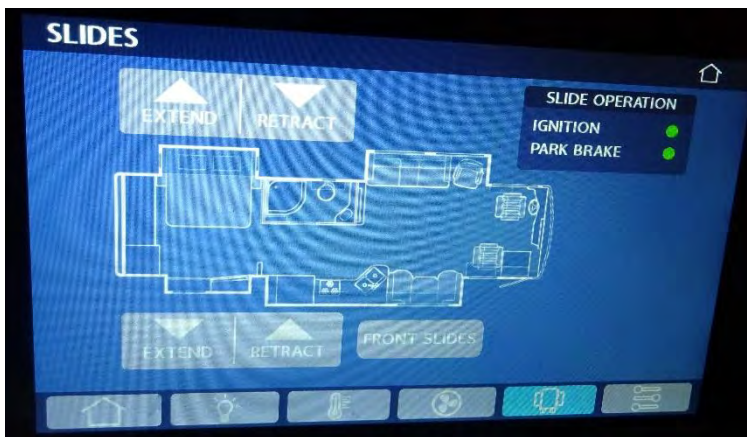 SLIDES
EXTEND RETRACT
SLIDE OPERATION
IGNITION
PARK BRAKE
EXTEND RETRACT
FRONT SLIDES